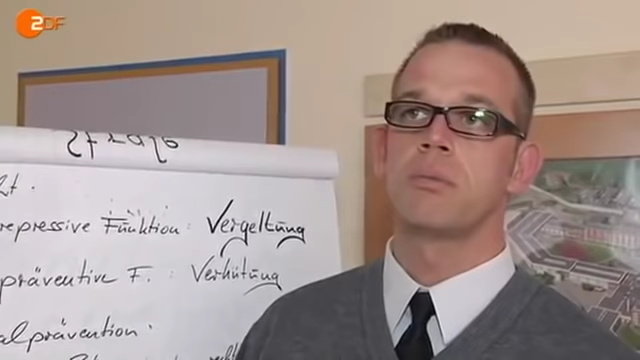 ZDF
Strafe
repressive Funktion: Vergeltung
präventive F.: Verhütung
alprävention: